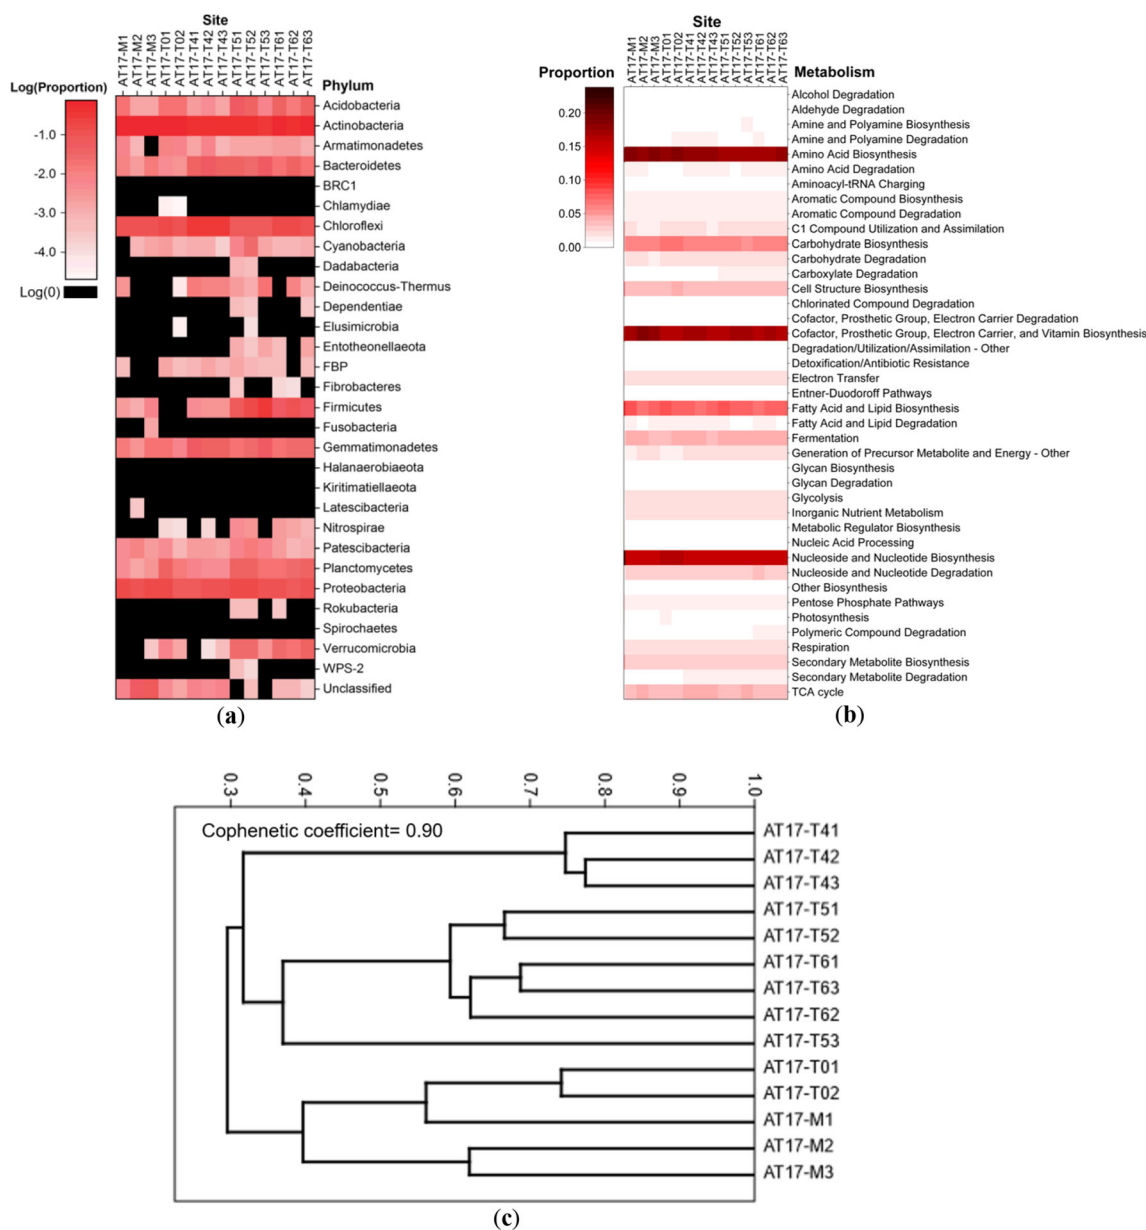 Site
AT17-M1
AT17-M2
AT17-M3
AT17-T01
AT17-T02
AT17-T41
AT17-T42
AT17-T43
AT17-T51
AT17-T52
AT17-T53
AT17-T61
AT17-T62
AT17-T63
Log(Proportion)
-1.0
-2.0
-3.0
-4.0
Log(0)
Phylum
Acidobacteria
Actinobacteria
Armatimonadetes
Bacteroidetes
BRC1
Chlamydiae
Chloroflexi
Cyanobacteria
Dadabacteria
Deinococcus-Thermus
Dependentiae
Elusimicrobia
Entotheonellaeota
FBP
Fibrobacteres
Firmicutes
Fusobacteria
Gemmatimonadetes
Halanaerobiaeota
Kiritimatiellaeota
Latescibacteria
Nitrospirae
Patescibacteria
Planctomycetes
Proteobacteria
Rokubacteria
Spirochaetes
Verrucomicrobia
WPS-2
Unclassified
(a)
Site
AT17-M1
AT17-M2
AT17-M3
AT17-T01
AT17-T02
AT17-T41
AT17-T42
AT17-T43
AT17-T51
AT17-T52
AT17-T53
AT17-T61
AT17-T62
AT17-T63
Proportion
0.20
0.15
0.10
0.05
0.00
Metabolism
Alcohol Degradation
Aldehyde Degradation
Amine and Polyamine Biosynthesis
Amine and Polyamine Degradation
Amino Acid Biosynthesis
Amino Acid Degradation
Aminoacyl-tRNA Charging
Aromatic Compound Biosynthesis
Aromatic Compound Degradation
C1 Compound Utilization and Assimilation
Carbohydrate Biosynthesis
Carbohydrate Degradation
Carboxylate Degradation
Cell Structure Biosynthesis
Chlorinated Compound Degradation
Cofactor, Prosthetic Group, Electron Carrier Degradation
Cofactor, Prosthetic Group, Electron Carrier, and Vitamin Biosynthesis
Degradation/Utilization/Assimilation - Other
Detoxification/Antibiotic Resistance
Electron Transfer
Entner-Duodoroff Pathways
Fatty Acid and Lipid Biosynthesis
Fatty Acid and Lipid Degradation
Fermentation
Generation of Precursor Metabolite and Energy - Other
Glycan Biosynthesis
Glycan Degradation
Glycolysis
Inorganic Nutrient Metabolism
Metabolic Regulator Biosynthesis
Nucleic Acid Processing
Nucleoside and Nucleotide Biosynthesis
Nucleoside and Nucleotide Degradation
Other Biosynthesis
Pentose Phosphate Pathways
Photosynthesis
Polymeric Compound Degradation
Respiration
Secondary Metabolite Biosynthesis
Secondary Metabolite Degradation
TCA cycle
(b)
0.3 0.4 0.5 0.6 0.7 0.8 0.9 1.0
Cophenetic coefficient= 0.90
AT17-T41
AT17-T42
AT17-T43
AT17-T51
AT17-T52
AT17-T61
AT17-T63
AT17-T62
AT17-T53
AT17-T01
AT17-T02
AT17-M1
AT17-M2
AT17-M3
(c)